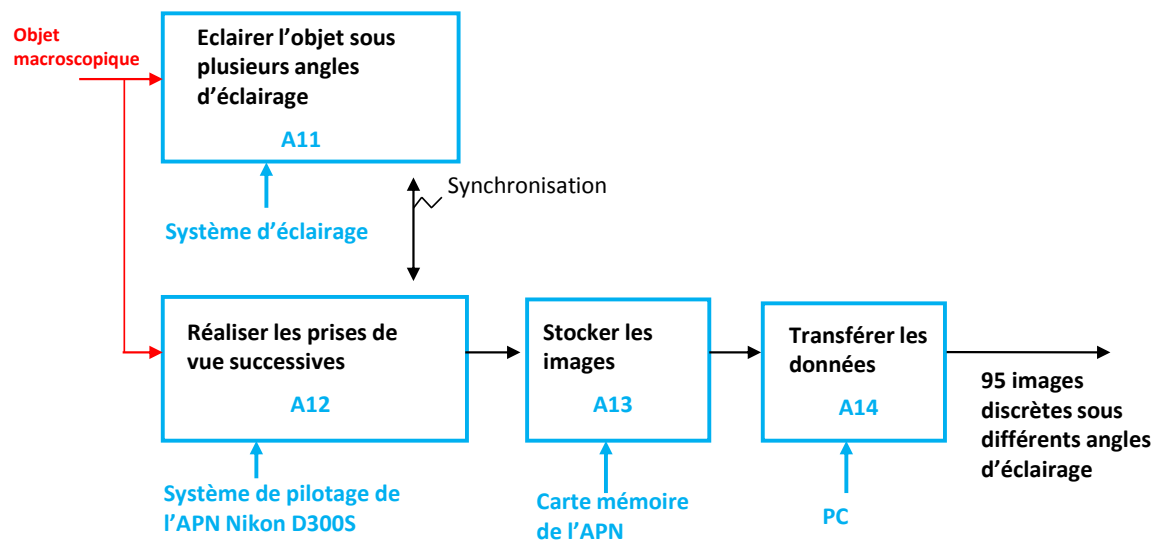 Objet
macroscopique
Eclairer l'objet sous
plusieurs angles
d'éclairage
A11
Synchronisation
Système d'éclairage
Réaliser les prises de
vue successives
A12
Stocker les
images
A13
Transférer les
données
A14
95 images
discrètes sous
différents angles
d'éclairage
Système de pilotage de
l'APN Nikon D300S
Carte mémoire
de l'APN
PC